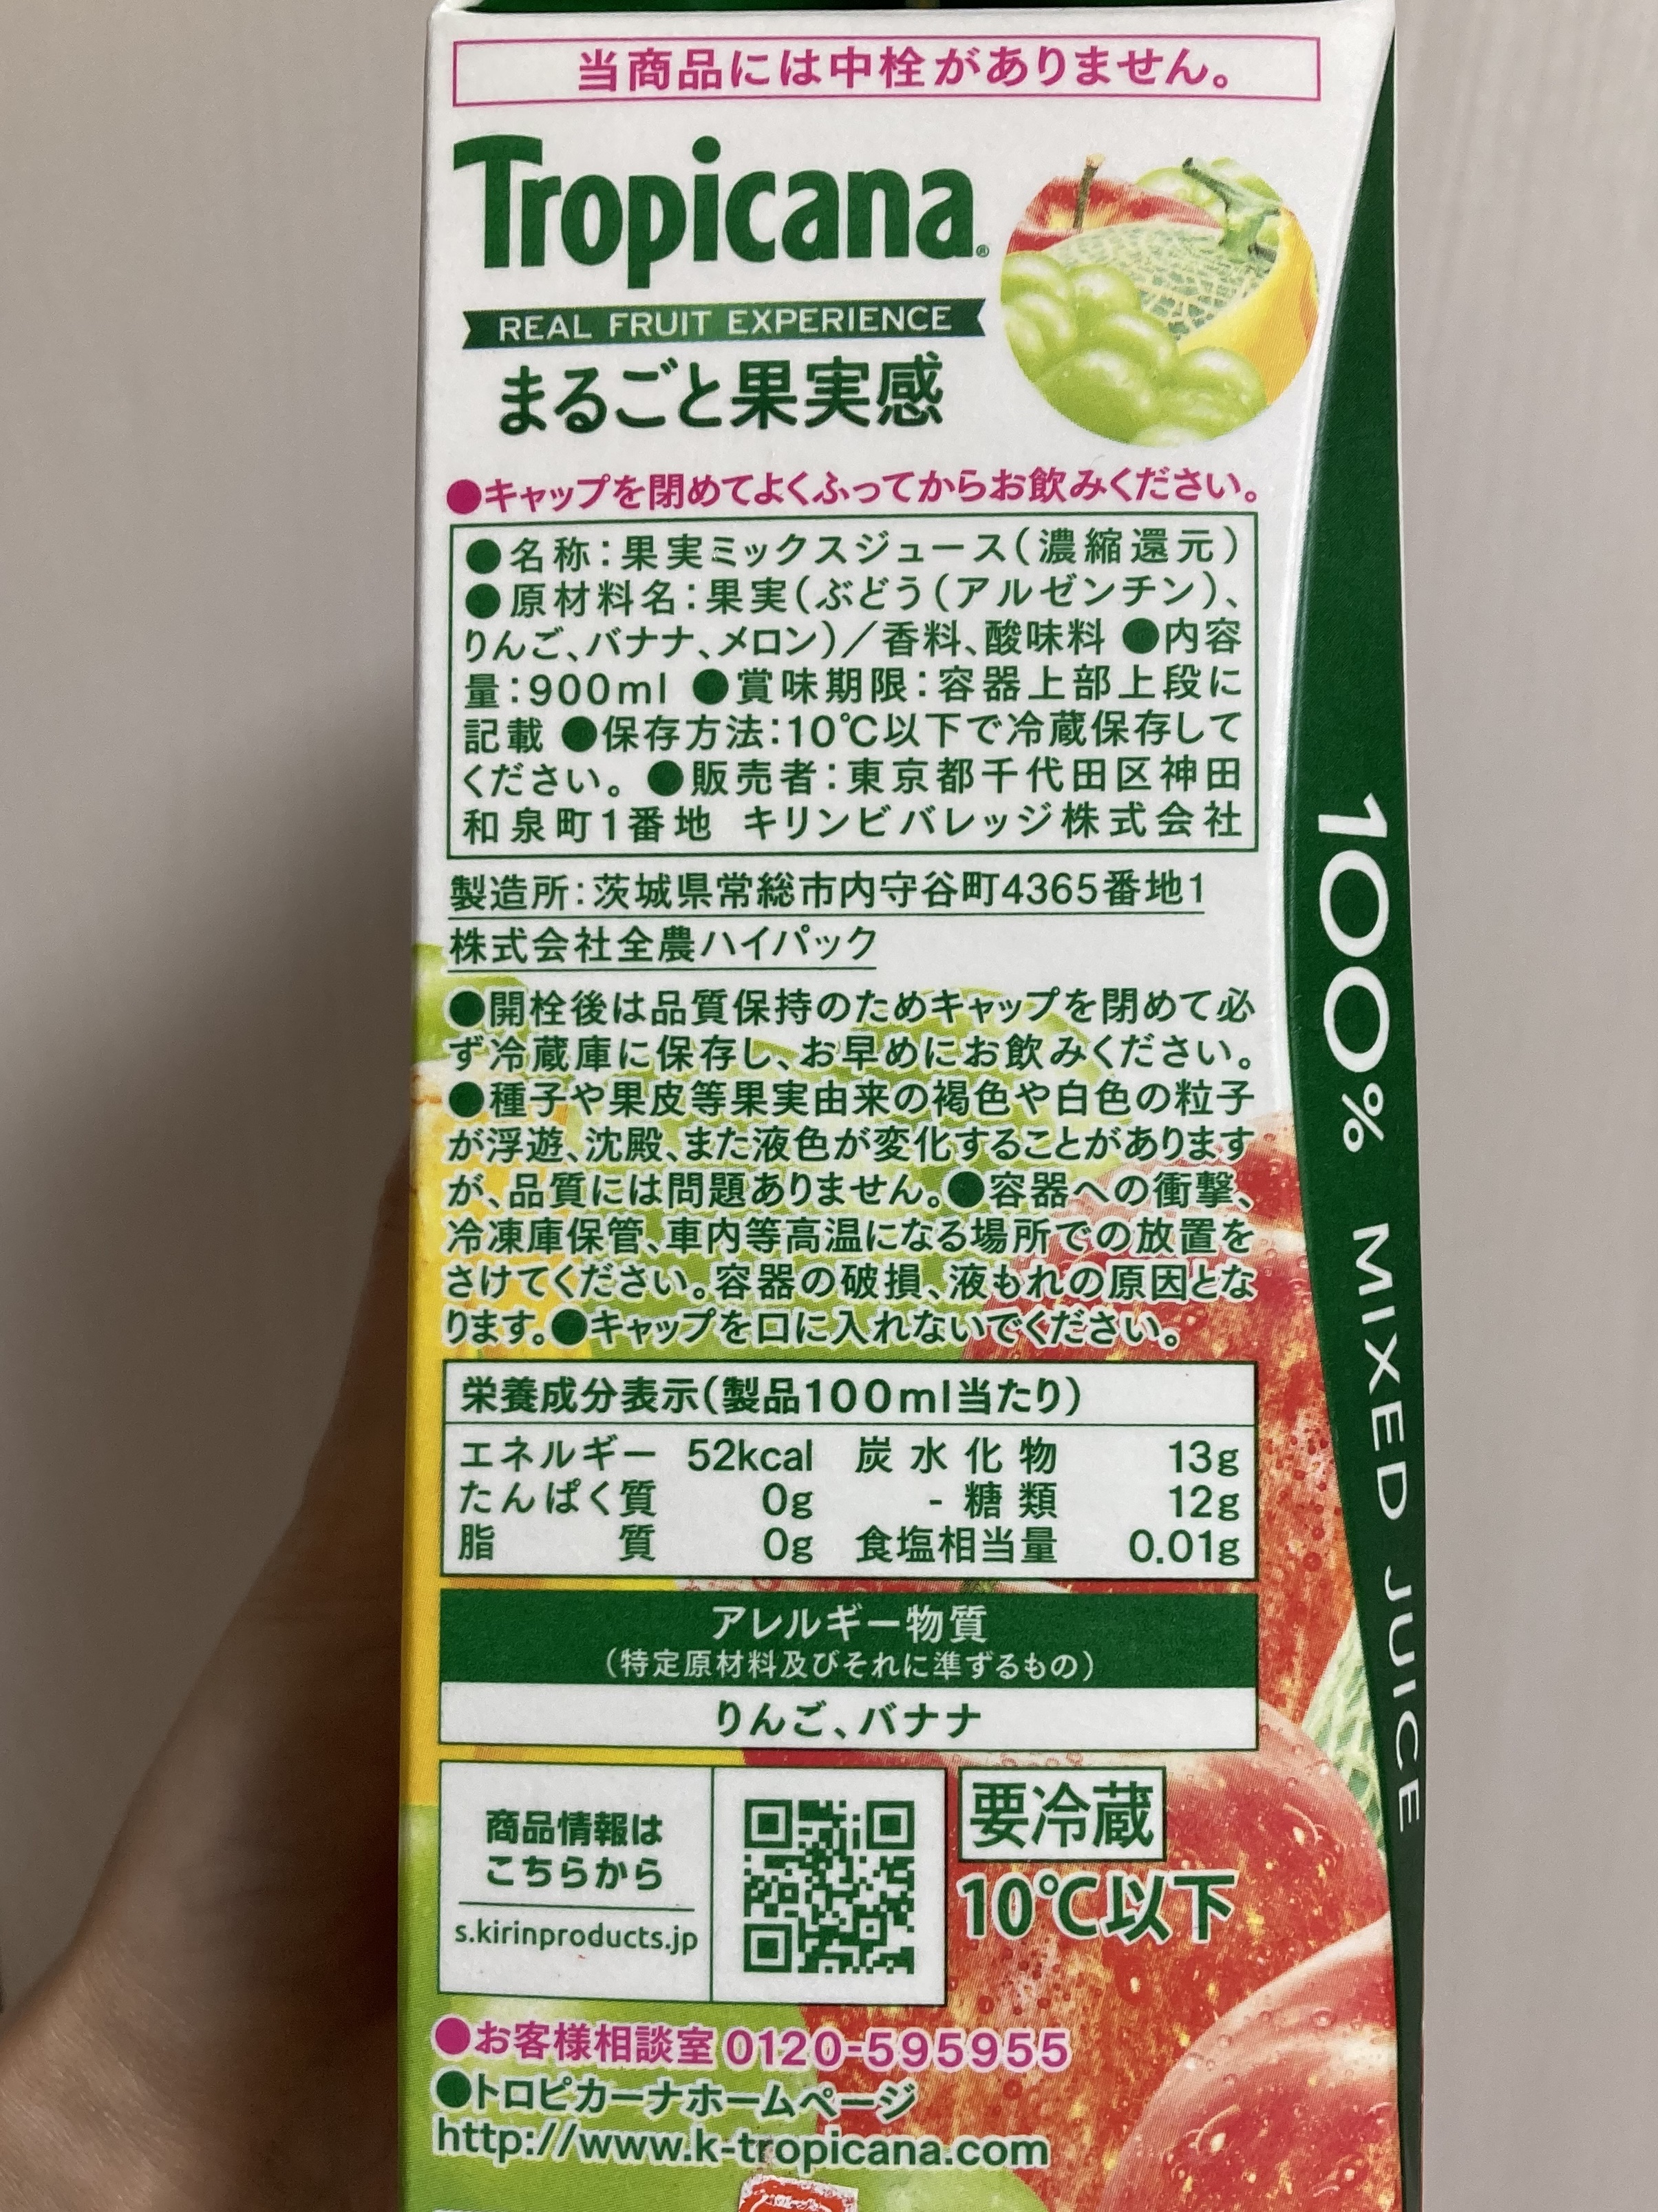 当商品には中栓がありません。
Tropicana®
REAL FRUIT EXPERIENCE
まるごと果実感
●キャップを閉めてよくふってからお飲みください。
●名称：果実ミックスジュース（濃縮還元）
●原材料名：果実（ぶどう（アルゼンチン）、
りんご、バナナ、メロン）／香料、酸味料 ●内容
量：900ml ●賞味期限：容器上部上段に
記載 ●保存方法：10℃以下で冷蔵保存して
ください。 ●販売者：東京都千代田区神田
和泉町1番地 キリンビバレッジ株式会社
製造所：茨城県常総市内守谷町4365番地1
株式会社全農ハイパック
●開栓後は品質保持のためキャップを閉めて必
ず冷蔵庫に保存し、お早めにお飲みください。
●種子や果皮等果実由来の褐色や白色の粒子
が浮遊、沈殿、また液色が変化することがあります
が、品質には問題ありません。●容器への衝撃、
冷凍庫保管、車内等高温になる場所での放置を
さけてください。容器の破損、液もれの原因とな
ります。●キャップを口に入れないでください。
栄養成分表示（製品100ml当たり）
エネルギー 52kcal 炭水化物 13g
たんぱく質 0g -糖類 12g
脂質 0g 食塩相当量 0.01g
アレルギー物質
（特定原材料及びそれに準ずるもの）
りんご、バナナ
商品情報は
こちらから
s.kirinproducts.jp
要冷蔵
10℃以下
●お客様相談室 0120-595955
●トロピカーナホームページ
http://www.k-tropicana.com
100% MIXED JUICE